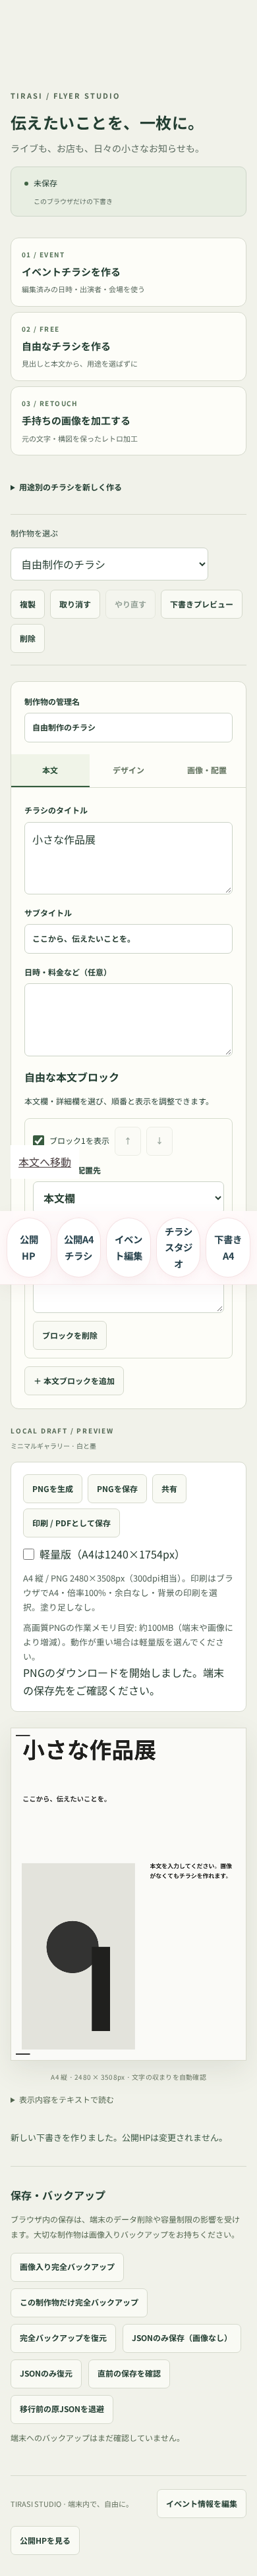 TIRASI / FLYER STUDIO
伝えたいことを、一枚に。
ライブも、お店も、日々の小さなお知らせも。
未保存
このブラウザだけの下書き
01 / EVENT
イベントチラシを作る
編集済みの日時・出演者・会場を使う
02 / FREE
自由なチラシを作る
見出しと本文から、用途を選ばずに
03 / RETOUCH
手持ちの画像を加工する
元の文字・構図を保ったレトロ加工
用途別のチラシを新しく作る
制作物を選ぶ
自由制作のチラシ
複製 取り消す やり直す 下書きプレビュー
削除
制作物の管理名
自由制作のチラシ
本文 デザイン 画像・配置
チラシのタイトル
小さな作品展
サブタイトル
ここから、伝えたいことを。
日時・料金など（任意）
自由な本文ブロック
本文欄・詳細欄を選び、順番と表示を調整できます。
ブロック1を表示 ↑ ↓
本文へ移動
配置先
本文欄
公開
HP
公開A4
チラシ
イベン
ト編集
チラシ
スタジ
オ
下書き
A4
ブロックを削除
＋ 本文ブロックを追加
LOCAL DRAFT / PREVIEW
ミニマルギャラリー・白と墨
PNGを生成 PNGを保存 共有
印刷 / PDFとして保存
軽量版（A4は1240×1754px）
A4 縦 / PNG 2480×3508px（300dpi相当）。印刷はブラ
ウザでA4・倍率100%・余白なし・背景の印刷を選
択。塗り足しなし。
高画質PNGの作業メモリ目安: 約100MB（端末や画像に
より増減）。動作が重い場合は軽量版を選んでくださ
い。
PNGのダウンロードを開始しました。端末
の保存先をご確認ください。
小さな作品展
ここから、伝えたいことを。
本文を入力してください。画像
がなくてもチラシを作れます。
A4 縦・2480 × 3508px・文字の収まりを自動確認
表示内容をテキストで読む
新しい下書きを作りました。公開HPは変更されません。
保存・バックアップ
ブラウザ内の保存は、端末のデータ削除や容量制限の影響を受け
ます。大切な制作物は画像入りバックアップをお持ちください。
画像入り完全バックアップ
この制作物だけ完全バックアップ
完全バックアップを復元 JSONのみ保存（画像なし）
JSONのみ復元 直前の保存を確認
移行前の原JSONを退避
端末へのバックアップはまだ確認していません。
TIRASI STUDIO · 端末内で、自由に。 イベント情報を編集
公開HPを見る